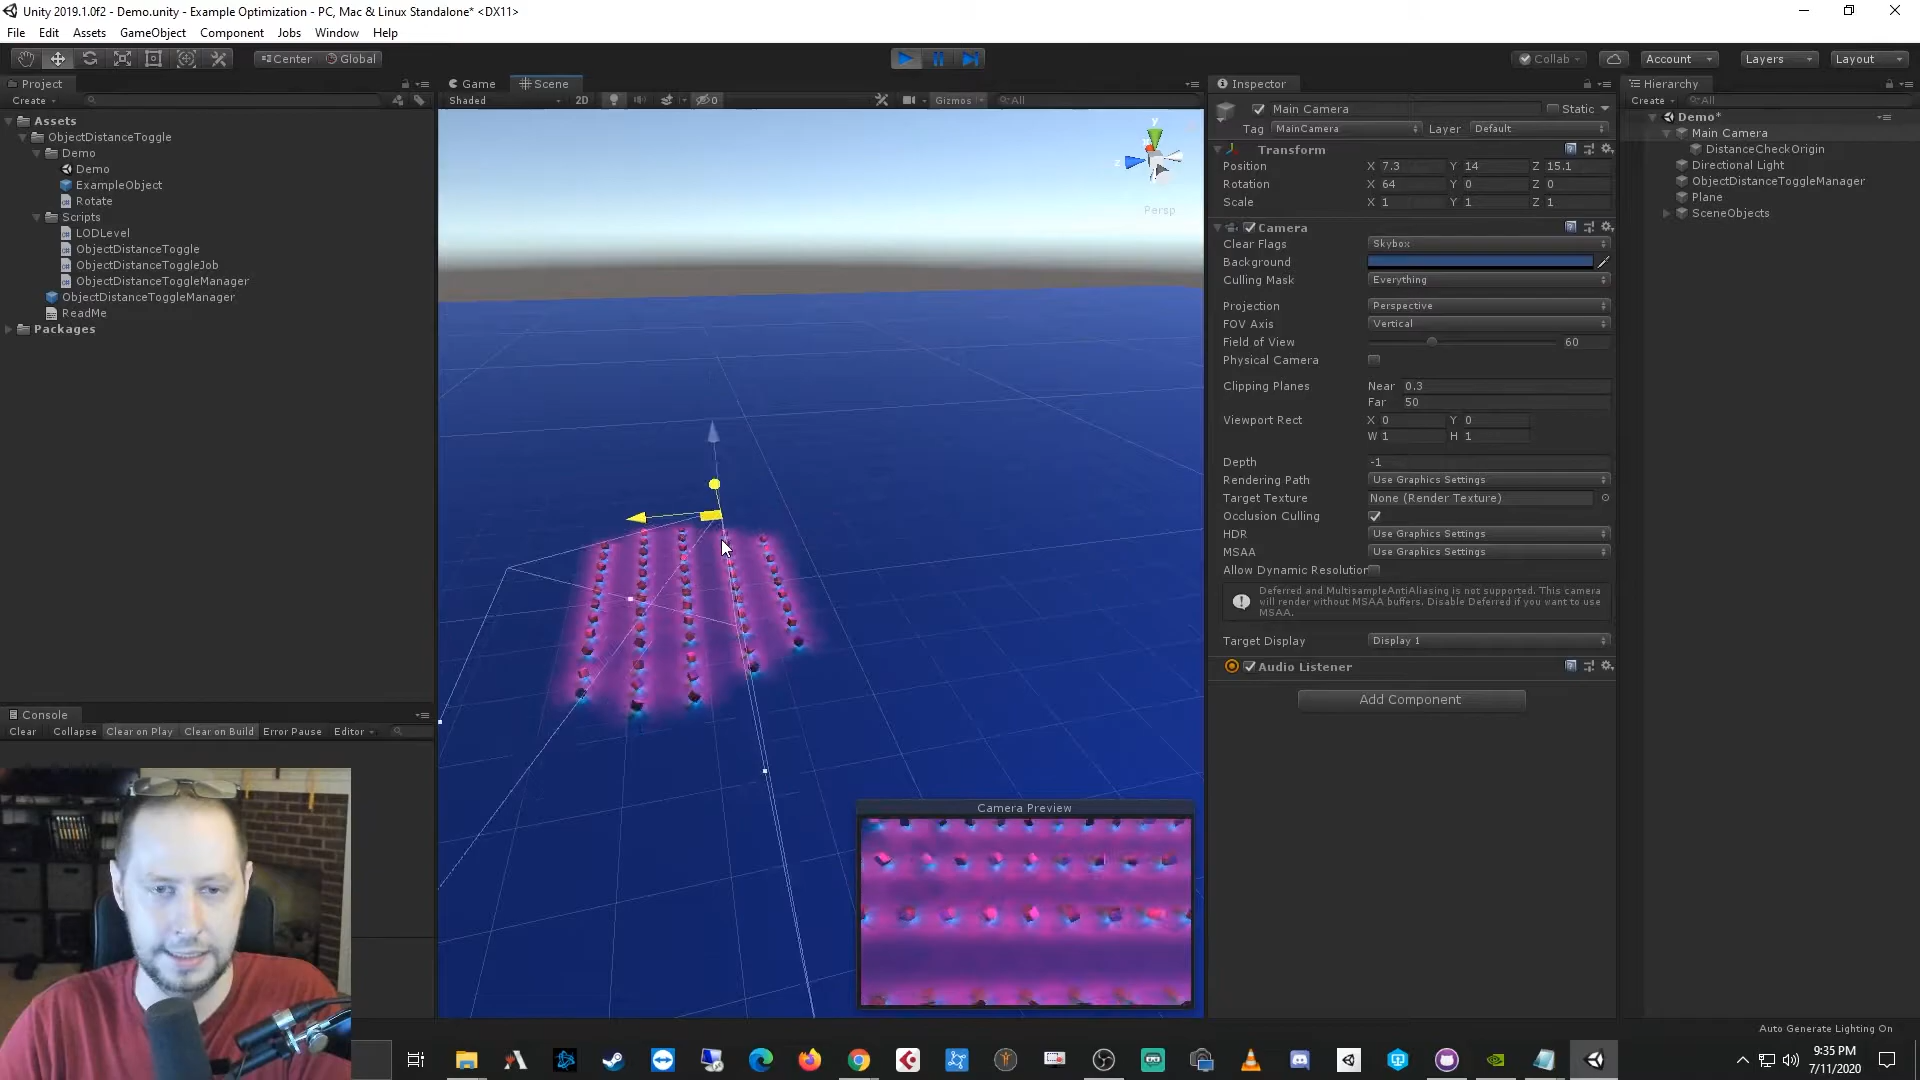 Unity 2019.1.0f2 - Demo.unity - Example Optimization - PC, Mac & Linux Standalone* <DX11>
File Edit Assets GameObject Component Jobs Window Help
Center Global
Collab Account Layers Layout
Project
Create
Assets
ObjectDistanceToggle
Demo
Demo
ExampleObject
Rotate
Scripts
LODLevel
ObjectDistanceToggle
ObjectDistanceToggleJob
ObjectDistanceToggleManager
ObjectDistanceToggleManager
ReadMe
Packages
Console
Clear Collapse Clear on Play Clear on Build Error Pause Editor
Game Scene
Shaded 2D 0 Gizmos All
y
z
Persp
Camera Preview
Inspector
Main Camera Static
Tag MainCamera Layer Default
Transform
Position X 7.3 Y 14 Z 15.1
Rotation X 64 Y 0 Z 0
Scale X 1 Y 1 Z 1
Camera
Clear Flags Skybox
Background
Culling Mask Everything
Projection Perspective
FOV Axis Vertical
Field of View 60
Physical Camera
Clipping Planes Near 0.3
Far 50
Viewport Rect X 0 Y 0
W 1 H 1
Depth -1
Rendering Path Use Graphics Settings
Target Texture None (Render Texture)
Occlusion Culling
HDR Use Graphics Settings
MSAA Use Graphics Settings
Allow Dynamic Resolution
Deferred and MultisampleAntiAliasing is not supported. This camera
will render without MSAA buffers. Disable Deferred if you want to use
MSAA.
Target Display Display 1
Audio Listener
Add Component
Hierarchy
Create All
Demo*
Main Camera
DistanceCheckOrigin
Directional Light
ObjectDistanceToggleManager
Plane
SceneObjects
Auto Generate Lighting On
9:35 PM
7/11/2020